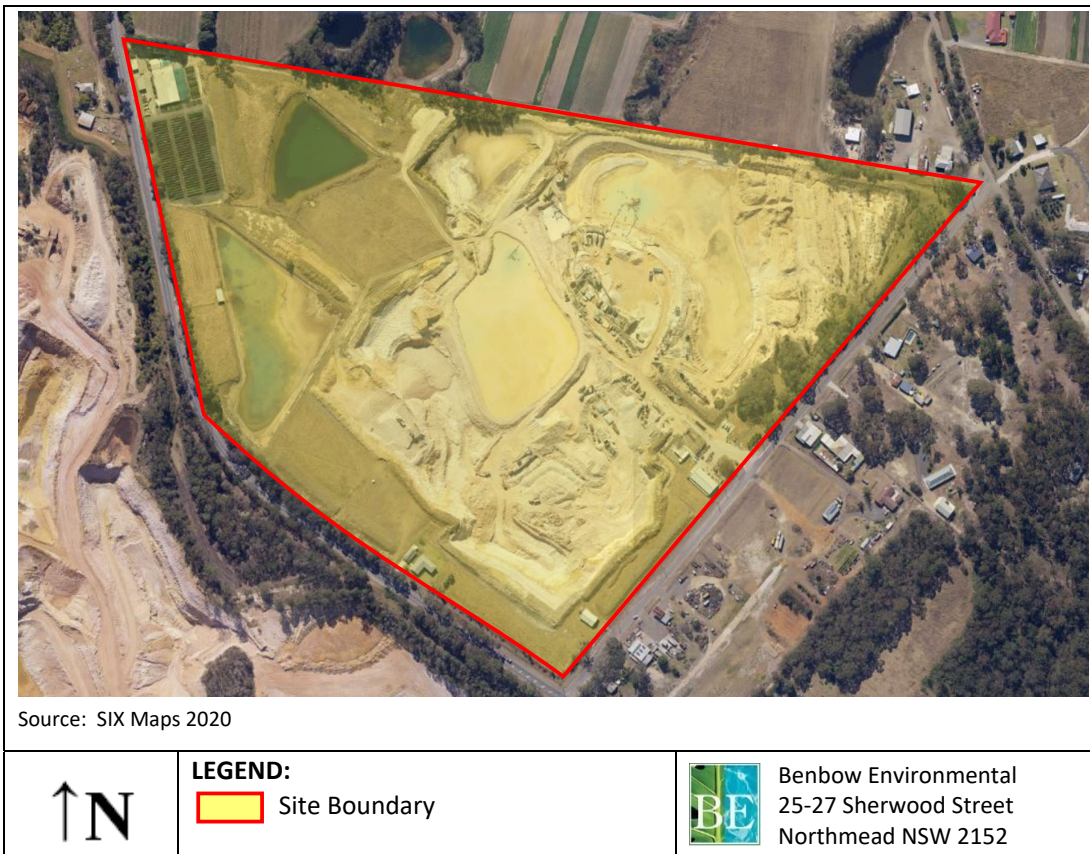 Source: SIX Maps 2020
N
LEGEND:
Site Boundary
BE
Benbow Environmental
25-27 Sherwood Street
Northmead NSW 2152